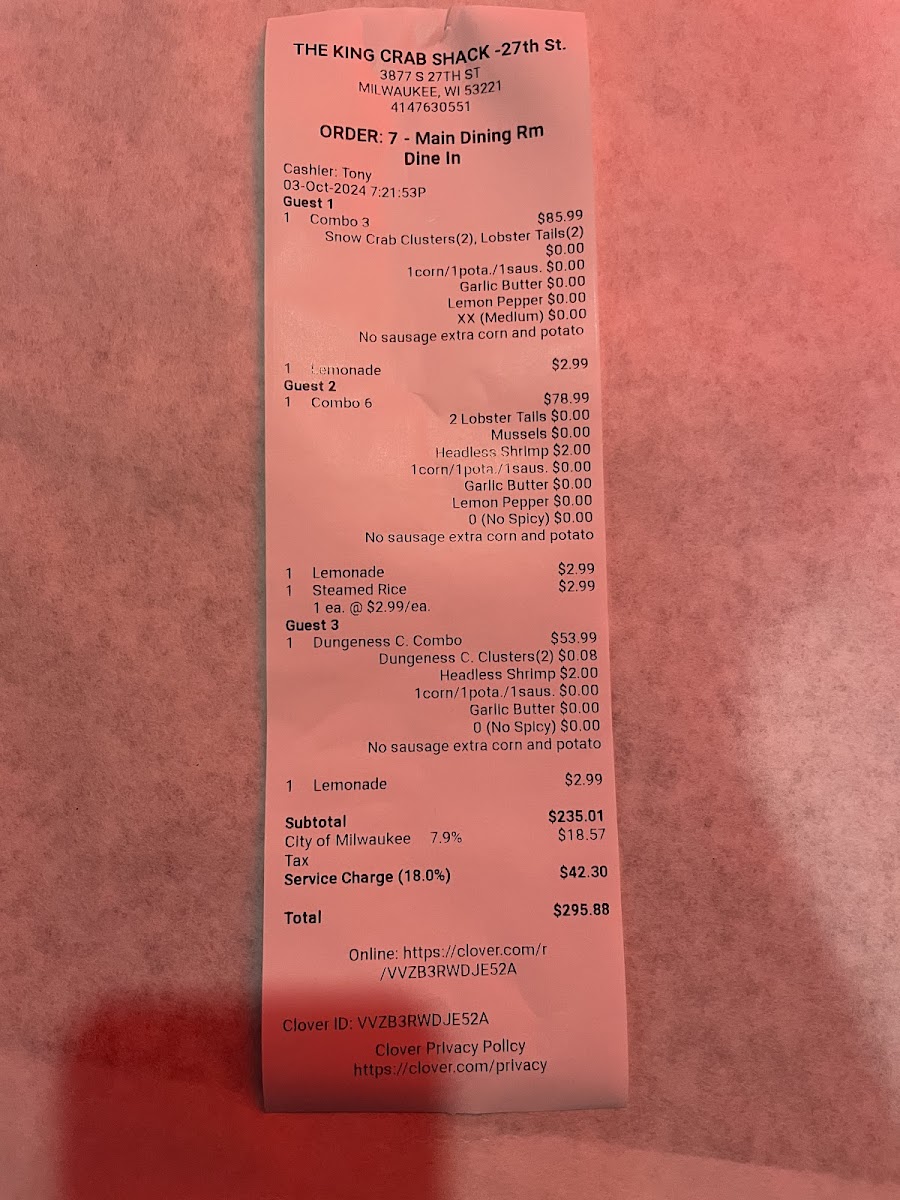 THE KING CRAB SHACK -27th St.
3877 S 27TH ST
MILWAUKEE, WI 53221
4147630551
ORDER: 7 - Main Dining Rm
Dine In
Cashier: Tony
03-Oct-2024 7:21:53P
Guest 1
1 Combo 3 $85.99
Snow Crab Clusters(2), Lobster Tails(2)
$0.00
1corn/1pota./1saus. $0.00
Garlic Butter $0.00
Lemon Pepper $0.00
XX (Medium) $0.00
No sausage extra corn and potato
1 Lemonade $2.99
Guest 2
1 Combo 6 $78.99
2 Lobster Tails $0.00
Mussels $0.00
Headless Shrimp $2.00
1corn/1pota./1saus. $0.00
Garlic Butter $0.00
Lemon Pepper $0.00
0 (No Spicy) $0.00
No sausage extra corn and potato
1 Lemonade $2.99
1 Steamed Rice $2.99
1 ea. @ $2.99/ea.
Guest 3
1 Dungeness C. Combo $53.99
Dungeness C. Clusters(2) $0.08
Headless Shrimp $2.00
1corn/1pota./1saus. $0.00
Garlic Butter $0.00
0 (No Spicy) $0.00
No sausage extra corn and potato
1 Lemonade $2.99
Subtotal $235.01
City of Milwaukee 7.9% $18.57
Tax
Service Charge (18.0%) $42.30
Total $295.88
Online: https://clover.com/r
/VVZB3RWDJE52A
Clover ID: VVZB3RWDJE52A
Clover Privacy Policy
https://clover.com/privacy